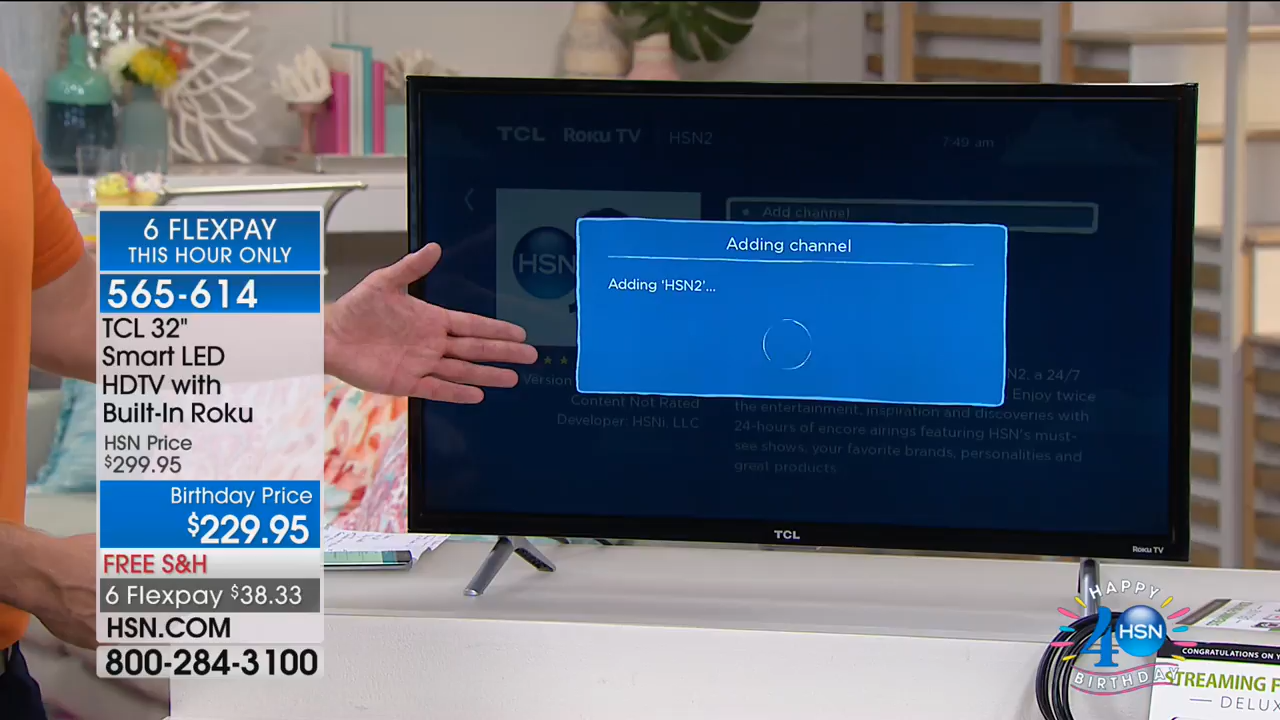 6 FLEXPAY
THIS HOUR ONLY
565-614
TCL 32"
Smart LED
HDTV with
Built-In Roku
HSN Price
$299.95
Birthday Price
$229.95
FREE S&H
6 Flexpay $38.33
HSN.COM
800-284-3100
TCL Roku TV HSN2
7:49 am
Add channel
HSN
Adding channel
Adding 'HSN2'...
Version
Content Not Rated
Developer: HSNi, LLC
N2, a 24/7
Enjoy twice
the entertainment, inspiration and discoveries with
24-hours of encore airings featuring HSN's must-
see shows, your favorite brands, personalities and
great products
TCL
Roku TV
HAPPY
40
HSN
BIRTHDAY
CONGRATULATIONS ON Y
STREAMING F
DELUX